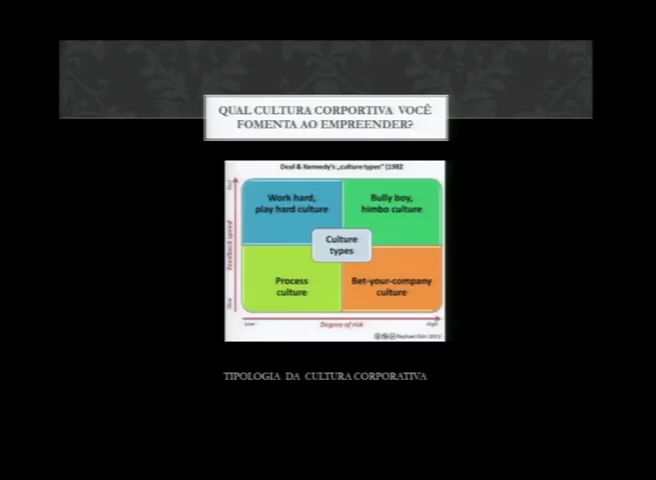 QUAL CULTURA CORPORTIVA VOCÊ
FOMENTA AO EMPREENDER?
Deal & Kennedy's „culture types" (1982
Work hard,
play hard culture
Bully boy,
himbo culture
Culture
types
Process
culture
Bet-your-company
culture
Feedback speed
Low
Degree of risk
High
TIPOLOGIA DA CULTURA CORPORATIVA